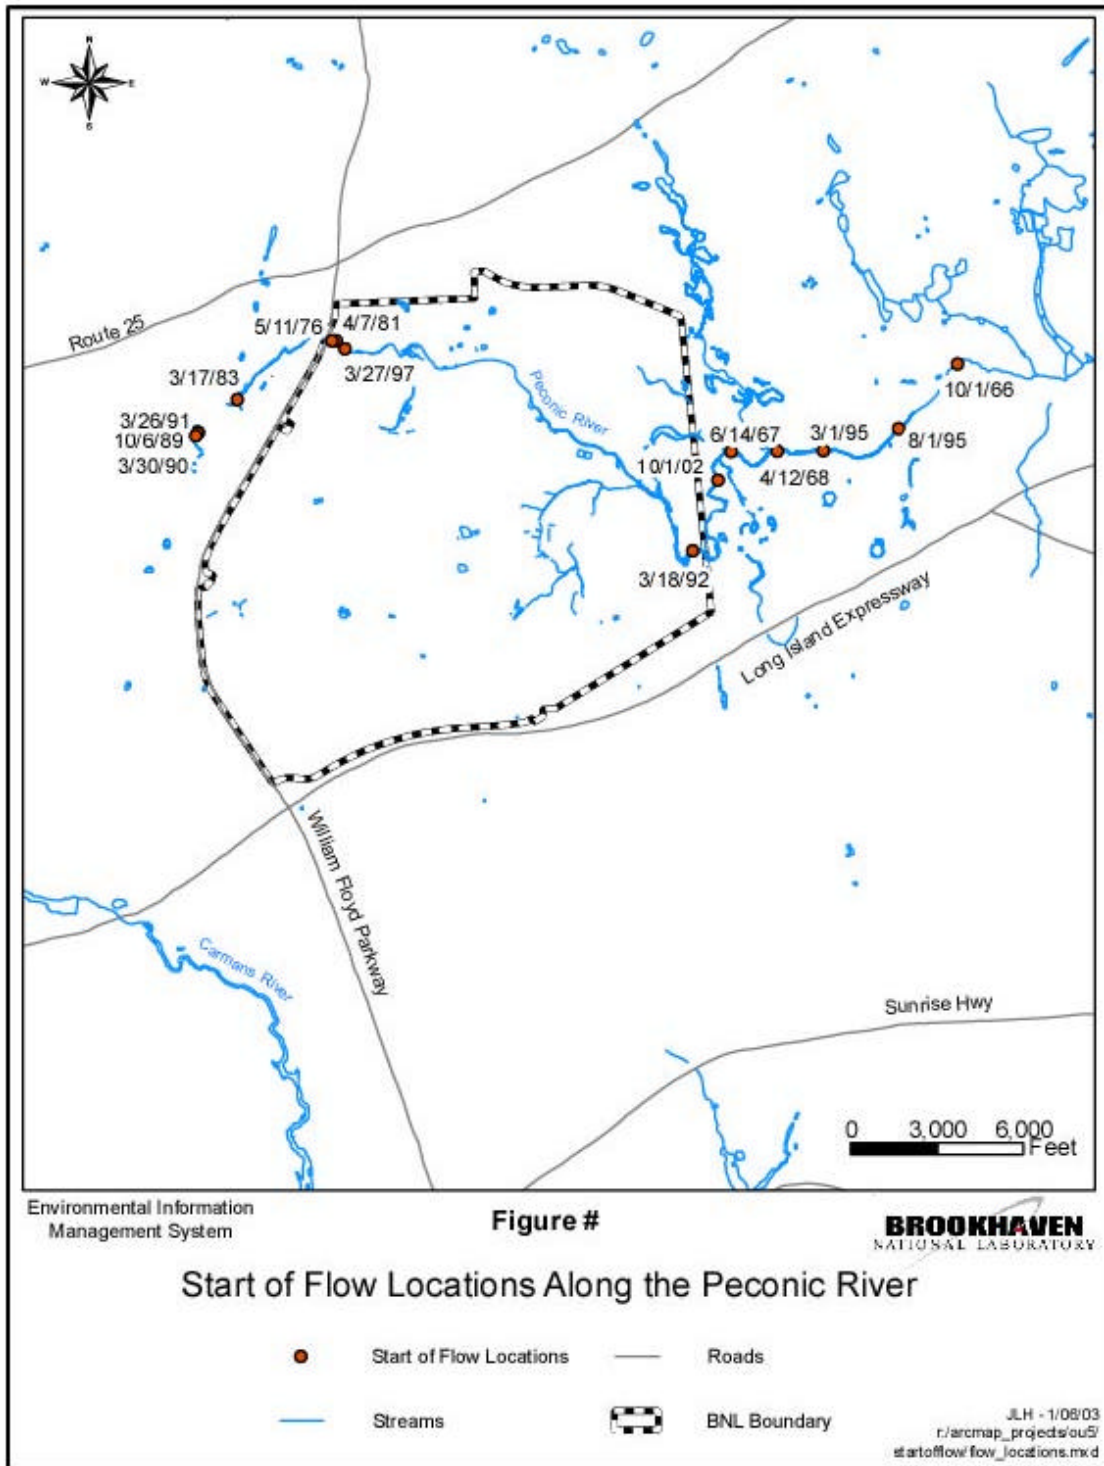 N
W E
S
Route 25
5/11/76
4/7/81
3/27/97
3/17/83
3/26/91
10/6/89
3/30/90
Peconic River
10/1/66
8/1/95
3/1/95
6/14/67
4/12/68
10/1/02
3/18/92
Long Island Expressway
William Floyd Parkway
Carmans River
Sunrise Hwy
0 3,000 6,000
Feet
Environmental Information
Management System
Figure #
BROOKHAVEN
NATIONAL LABORATORY
Start of Flow Locations Along the Peconic River
Start of Flow Locations
Roads
Streams
BNL Boundary
JLH - 1/06/03
r:/arcmap_projects/ou5/
startofflow/flow_locations.mxd